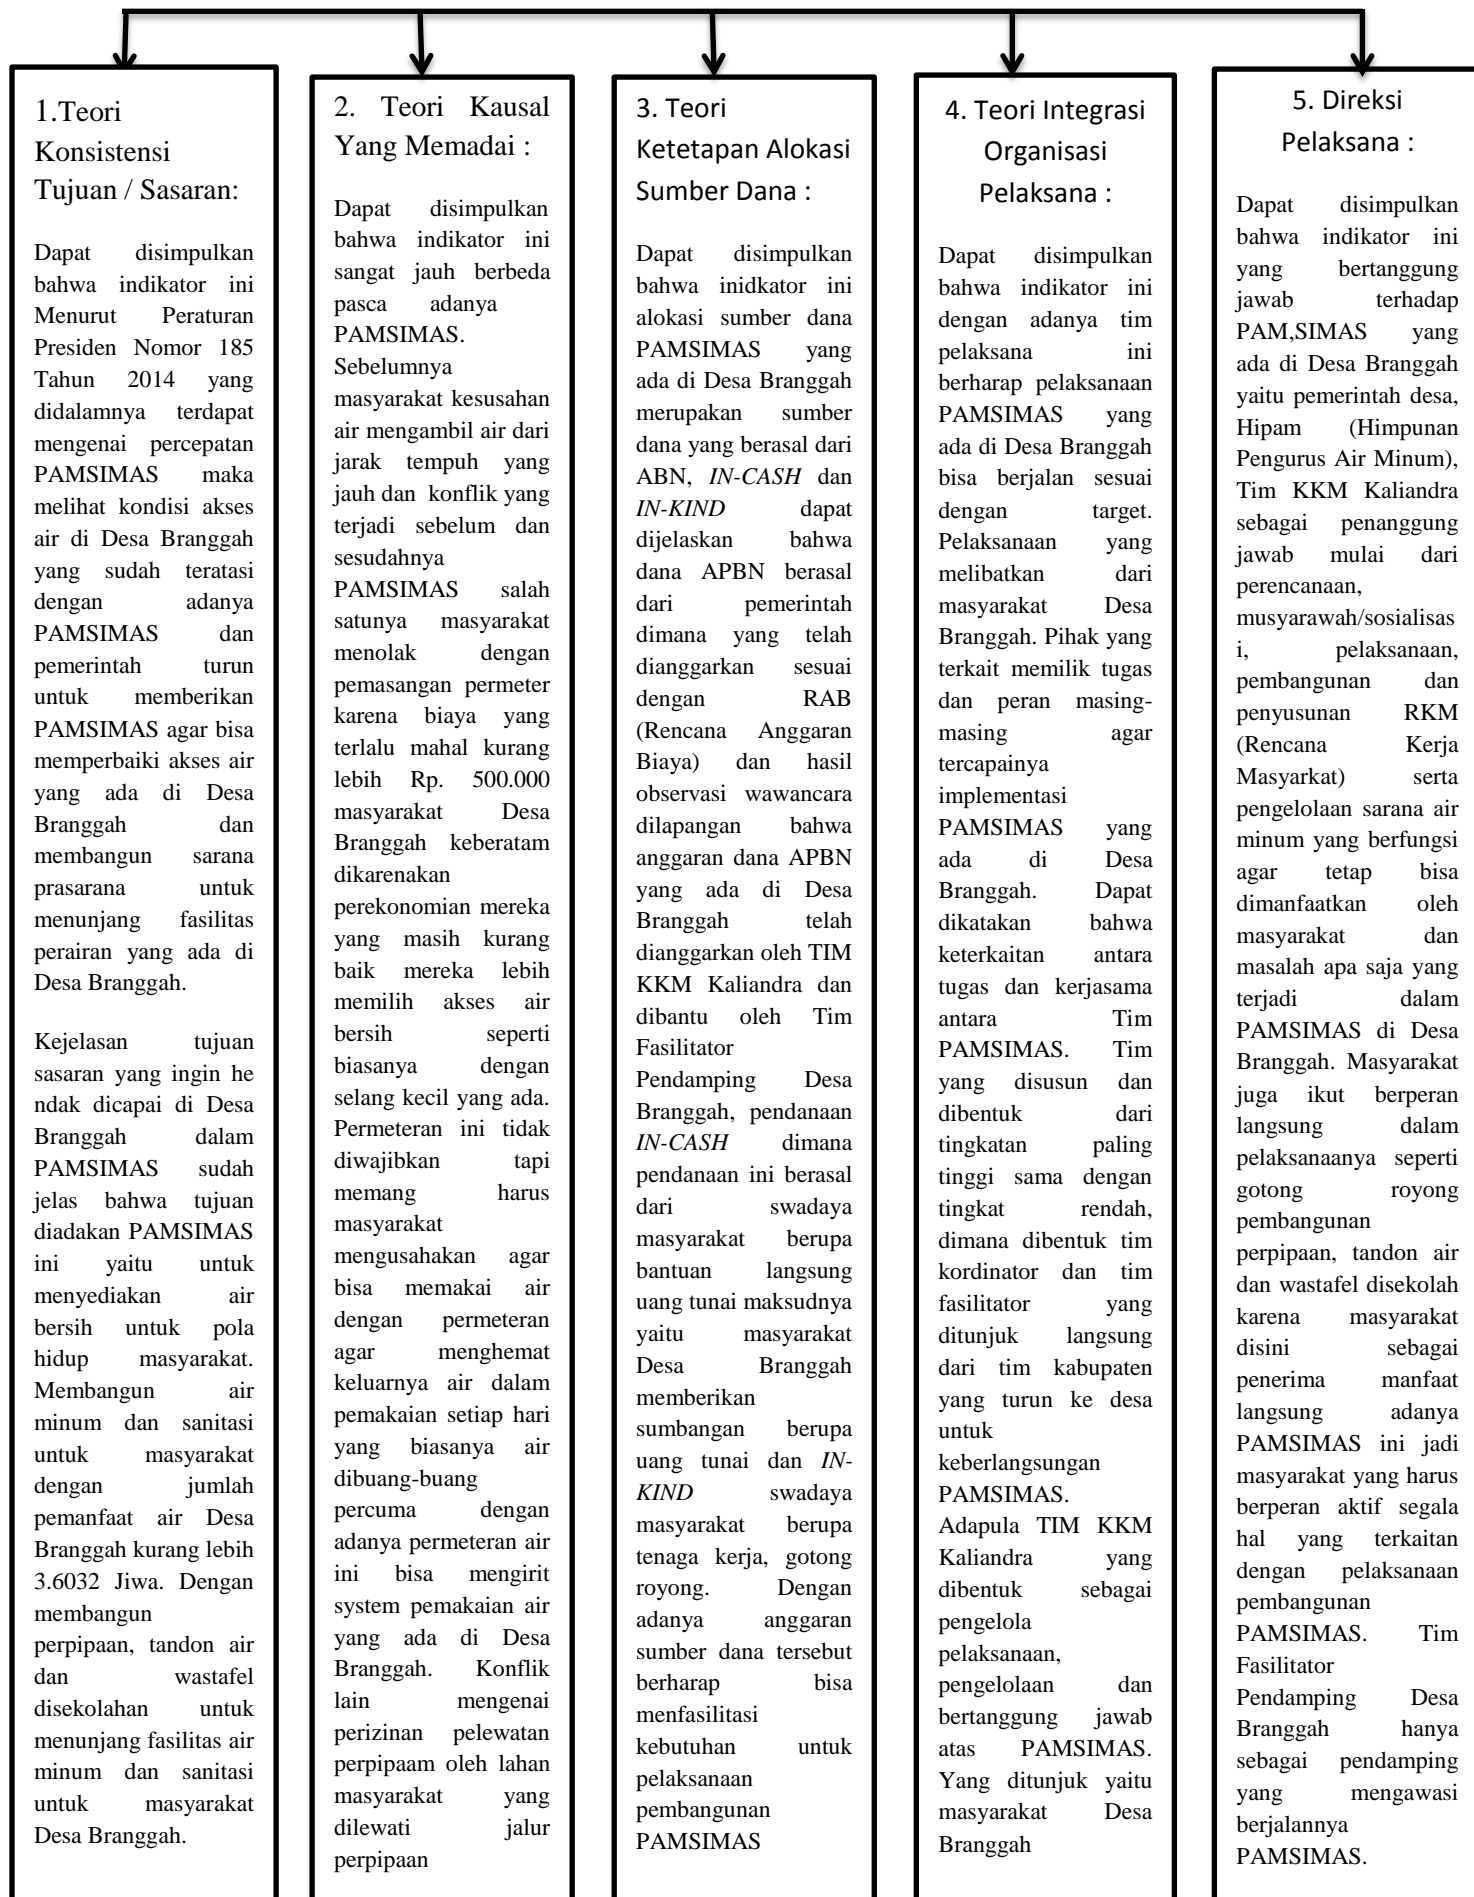 1.Teori
Konsistensi
Tujuan / Sasaran:
Dapat disimpulkan
bahwa indikator ini
Menurut Peraturan
Presiden Nomor 185
Tahun 2014 yang
didalamnya terdapat
mengenai percepatan
PAMSIMAS maka
melihat kondisi akses
air di Desa Branggah
yang sudah teratasi
dengan adanya
PAMSIMAS dan
pemerintah turun
untuk memberikan
PAMSIMAS agar bisa
memperbaiki akses air
yang ada di Desa
Branggah dan
membangun sarana
prasarana untuk
menunjang fasilitas
perairan yang ada di
Desa Branggah.
Kejelasan tujuan
sasaran yang ingin he
ndak dicapai di Desa
Branggah dalam
PAMSIMAS sudah
jelas bahwa tujuan
diadakan PAMSIMAS
ini yaitu untuk
menyediakan air
bersih untuk pola
hidup masyarakat.
Membangun air
minum dan sanitasi
untuk masyarakat
dengan jumlah
pemanfaat air Desa
Branggah kurang lebih
3.6032 Jiwa. Dengan
membangun
perpipaan, tandon air
dan wastafel
disekolahan untuk
menunjang fasilitas air
minum dan sanitasi
untuk masyarakat
Desa Branggah.
2. Teori Kausal
Yang Memadai :
Dapat disimpulkan
bahwa indikator ini
sangat jauh berbeda
pasca adanya
PAMSIMAS.
Sebelumnya
masyarakat kesusahan
air mengambil air dari
jarak tempuh yang
jauh dan konflik yang
terjadi sebelum dan
sesudahnya
PAMSIMAS salah
satunya masyarakat
menolak dengan
pemasangan permeter
karena biaya yang
terlalu mahal kurang
lebih Rp. 500.000
masyarakat Desa
Branggah keberatam
dikarenakan
perekonomian mereka
yang masih kurang
baik mereka lebih
memilih akses air
bersih seperti
biasanya dengan
selang kecil yang ada.
Permeteran ini tidak
diwajibkan tapi
memang harus
masyarakat
mengusahakan agar
bisa memakai air
dengan permeteran
agar menghemat
keluarnya air dalam
pemakaian setiap hari
yang biasanya air
dibuang-buang
percuma dengan
adanya permeteran air
ini bisa mengirit
system pemakaian air
yang ada di Desa
Branggah. Konflik
lain mengenai
perizinan pelewatan
perpipaam oleh lahan
masyarakat yang
dilewati jalur
perpipaan
3. Teori
Ketetapan Alokasi
Sumber Dana :
Dapat disimpulkan
bahwa inidkator ini
alokasi sumber dana
PAMSIMAS yang
ada di Desa Branggah
merupakan sumber
dana yang berasal dari
ABN, IN-CASH dan
IN-KIND dapat
dijelaskan bahwa
dana APBN berasal
dari pemerintah
dimana yang telah
dianggarkan sesuai
dengan RAB
(Rencana Anggaran
Biaya) dan hasil
observasi wawancara
dilapangan bahwa
anggaran dana APBN
yang ada di Desa
Branggah telah
dianggarkan oleh TIM
KKM Kaliandra dan
dibantu oleh Tim
Fasilitator
Pendamping Desa
Branggah, pendanaan
IN-CASH dimana
pendanaan ini berasal
dari swadaya
masyarakat berupa
bantuan langsung
uang tunai maksudnya
yaitu masyarakat
Desa Branggah
memberikan
sumbangan berupa
uang tunai dan IN-
KIND swadaya
masyarakat berupa
tenaga kerja, gotong
royong. Dengan
adanya anggaran
sumber dana tersebut
berharap bisa
menfasilitasi
kebutuhan untuk
pelaksanaan
pembangunan
PAMSIMAS
4. Teori Integrasi
Organisasi
Pelaksana :
Dapat disimpulkan
bahwa indikator ini
dengan adanya tim
pelaksana ini
berharap pelaksanaan
PAMSIMAS yang
ada di Desa Branggah
bisa berjalan sesuai
dengan target.
Pelaksanaan yang
melibatkan dari
masyarakat Desa
Branggah. Pihak yang
terkait memilik tugas
dan peran masing-
masing agar
tercapainya
implementasi
PAMSIMAS yang
ada di Desa
Branggah. Dapat
dikatakan bahwa
keterkaitan antara
tugas dan kerjasama
antara Tim
PAMSIMAS. Tim
yang disusun dan
dibentuk dari
tingkatan paling
tinggi sama dengan
tingkat rendah,
dimana dibentuk tim
kordinator dan tim
fasilitator yang
ditunjuk langsung
dari tim kabupaten
yang turun ke desa
untuk
keberlangsungan
PAMSIMAS.
Adapula TIM KKM
Kaliandra yang
dibentuk sebagai
pengelola
pelaksanaan,
pengelolaan dan
bertanggung jawab
atas PAMSIMAS.
Yang ditunjuk yaitu
masyarakat Desa
Branggah
5. Direksi
Pelaksana :
Dapat disimpulkan
bahwa indikator ini
yang bertanggung
jawab terhadap
PAM,SIMAS yang
ada di Desa Branggah
yaitu pemerintah desa,
Hipam (Himpunan
Pengurus Air Minum),
Tim KKM Kaliandra
sebagai penanggung
jawab mulai dari
perencanaan,
musyarawah/sosialisas
i, pelaksanaan,
pembangunan dan
penyusunan RKM
(Rencana Kerja
Masyarkat) serta
pengelolaan sarana air
minum yang berfungsi
agar tetap bisa
dimanfaatkan oleh
masyarakat dan
masalah apa saja yang
terjadi dalam
PAMSIMAS di Desa
Branggah. Masyarakat
juga ikut berperan
langsung dalam
pelaksanaanya seperti
gotong royong
pembangunan
perpipaan, tandon air
dan wastafel disekolah
karena masyarakat
disini sebagai
penerima manfaat
langsung adanya
PAMSIMAS ini jadi
masyarakat yang harus
berperan aktif segala
hal yang terkaitan
dengan pelaksanaan
pembangunan
PAMSIMAS. Tim
Fasilitator
Pendamping Desa
Branggah hanya
sebagai pendamping
yang mengawasi
berjalannya
PAMSIMAS.